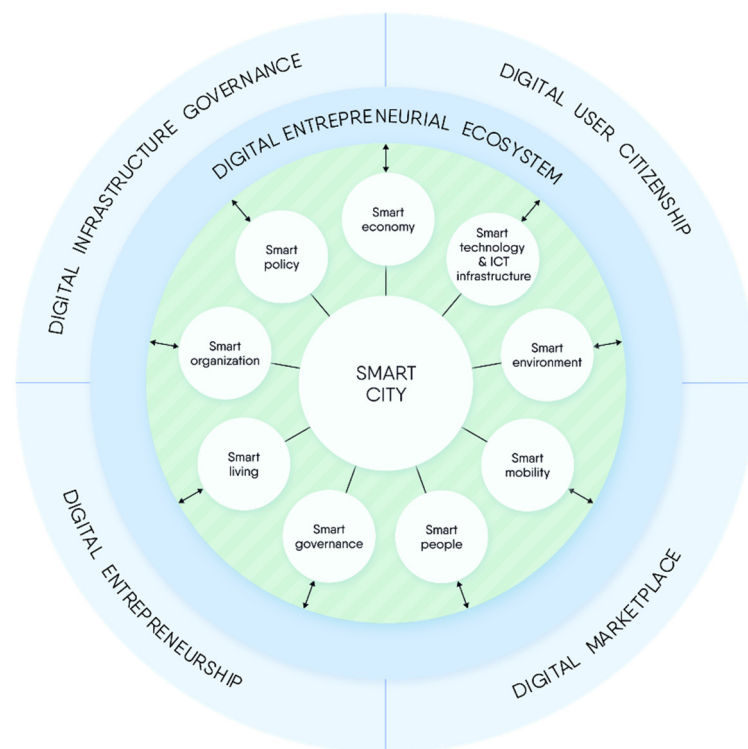 DIGITAL INFRASTRUCTURE GOVERNANCE
DIGITAL USER CITIZENSHIP
DIGITAL ENTREPRENEURIAL ECOSYSTEM
Smart
economy
Smart
technology
& ICT
infrastructure
Smart
environment
Smart
mobility
Smart
people
Smart
governance
Smart
living
Smart
organization
Smart
policy
SMART
CITY
DIGITAL ENTREPRENEURSHIP
DIGITAL MARKETPLACE